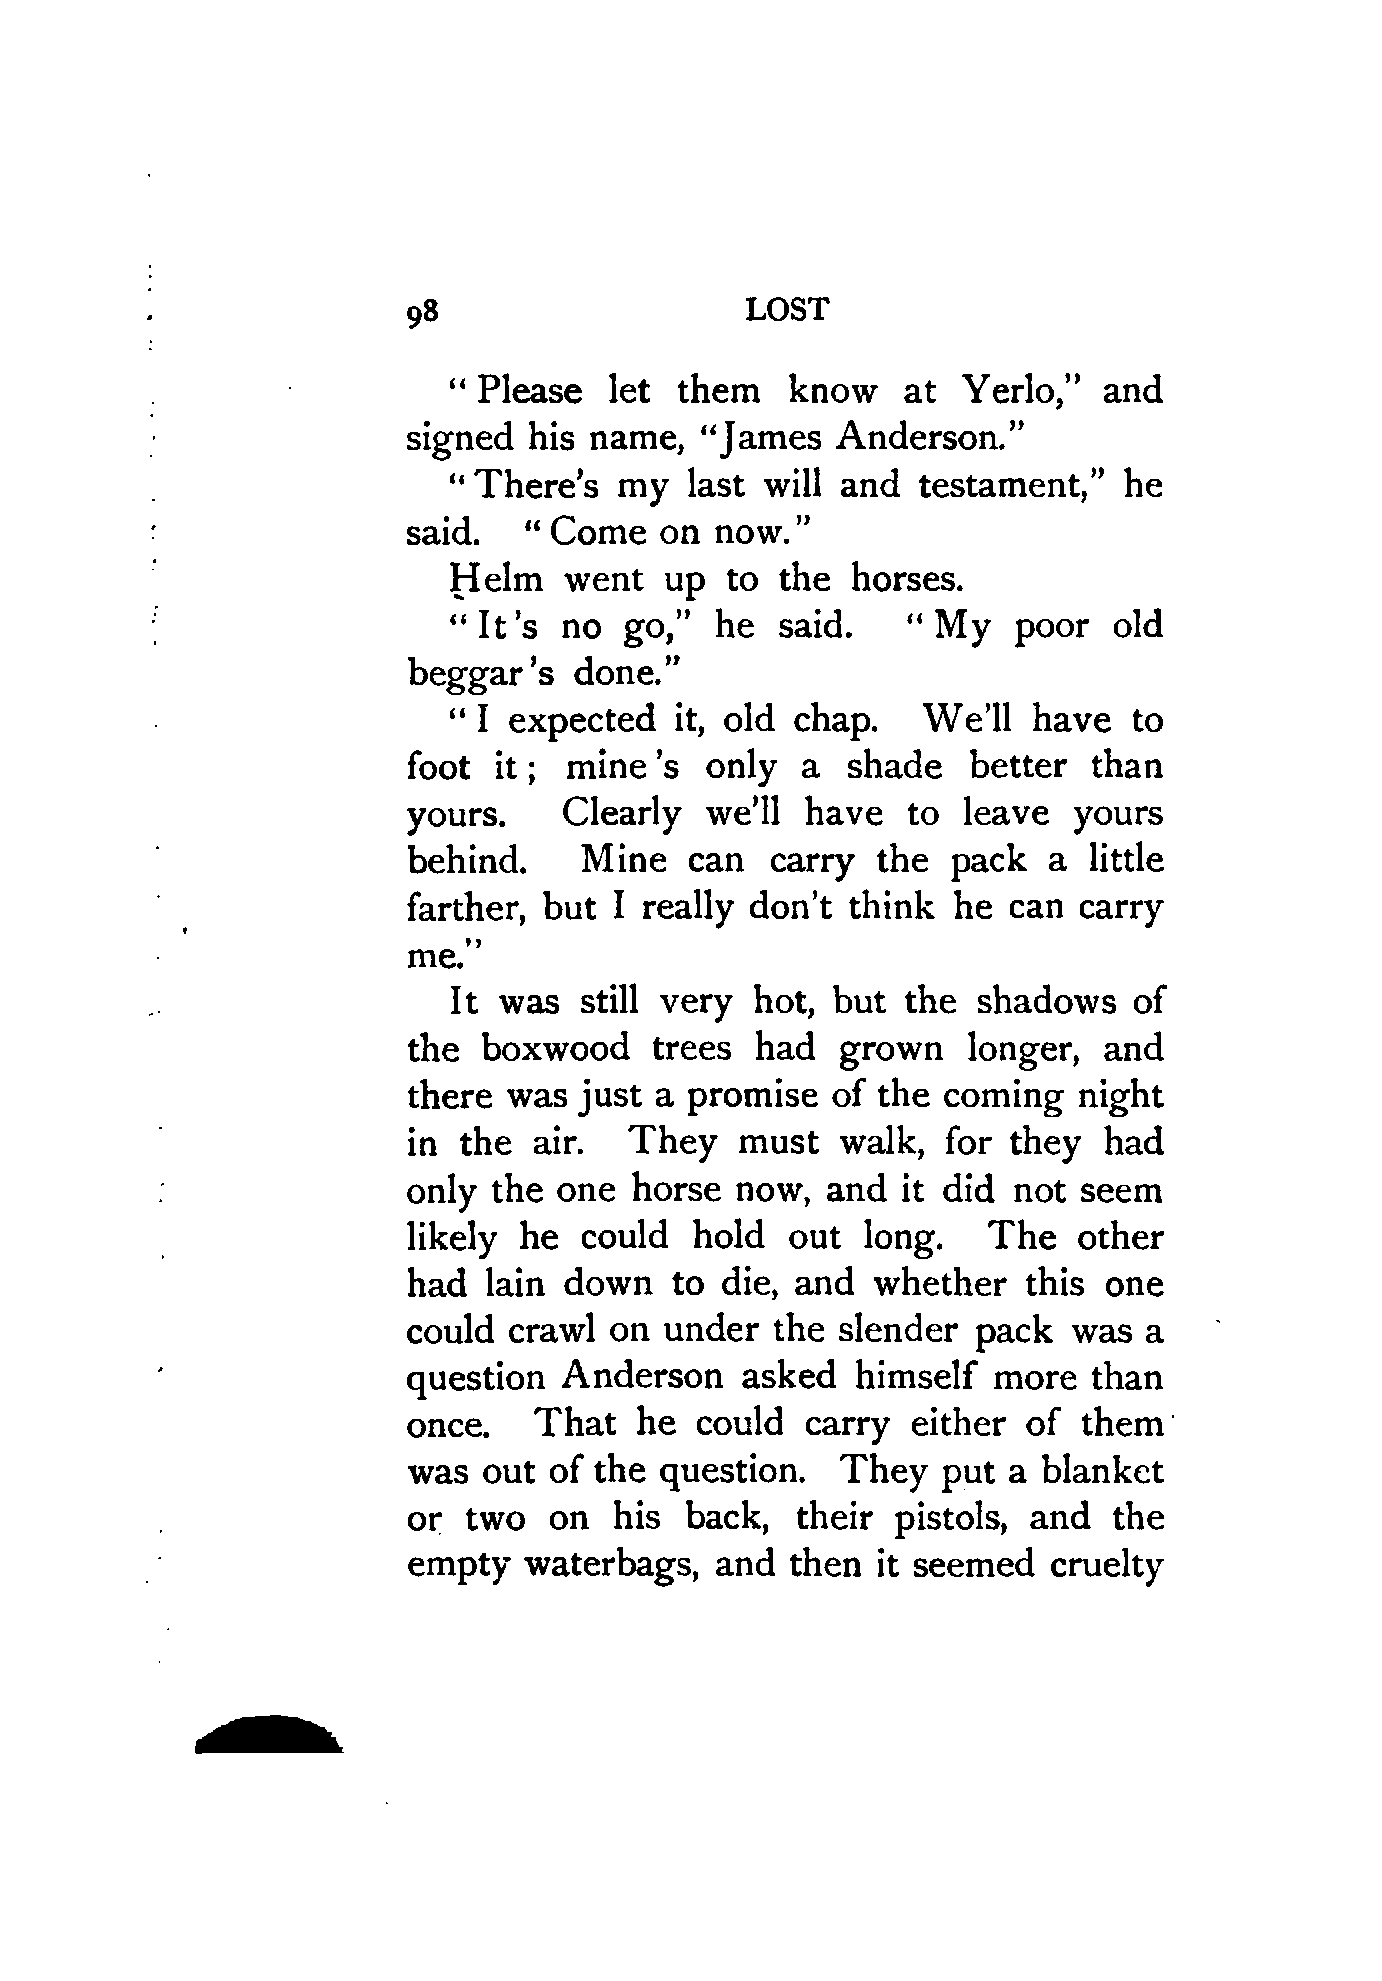 98 LOST
" Please let them know at Yerlo," and
signed his name, "James Anderson."
" There's my last will and testament," he
said. " Come on now."
Helm went up to the horses.
" It 's no go," he said. " My poor old
beggar 's done."
" I expected it, old chap. We'll have to
foot it ; mine 's only a shade better than
yours. Clearly we'll have to leave yours
behind. Mine can carry the pack a little
farther, but I really don't think he can carry
me."
It was still very hot, but the shadows of
the boxwood trees had grown longer, and
there was just a promise of the coming night
in the air. They must walk, for they had
only the one horse now, and it did not seem
likely he could hold out long. The other
had lain down to die, and whether this one
could crawl on under the slender pack was a
question Anderson asked himself more than
once. That he could carry either of them
was out of the question. They put a blanket
or two on his back, their pistols, and the
empty waterbags, and then it seemed cruelty